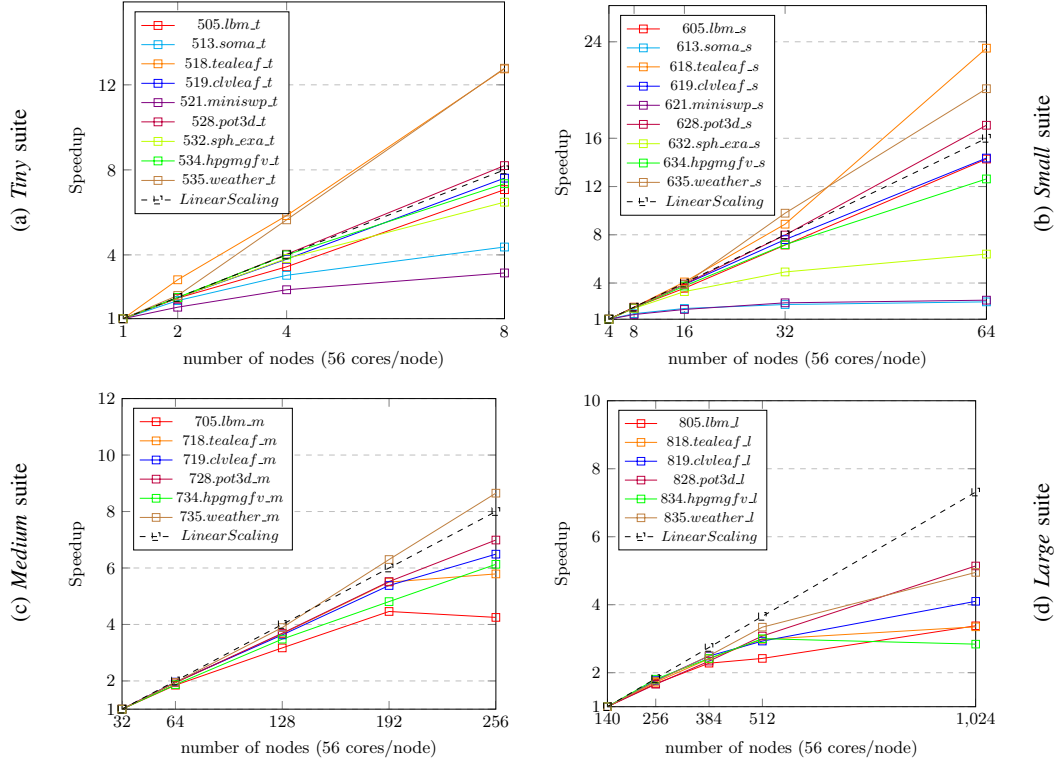 (a) Tiny suite
Speedup
12
8
4
1
505.lbm_t
513.soma_t
518.tealeaf_t
519.clvleaf_t
521.miniswp_t
528.pot3d_t
532.sph_exa_t
534.hpgmgfv_t
535.weather_t
LinearScaling
1 2 4 8
number of nodes (56 cores/node)
(b) Small suite
Speedup
24
16
12
8
4
1
605.lbm_s
613.soma_s
618.tealeaf_s
619.clvleaf_s
621.miniswp_s
628.pot3d_s
632.sph_exa_s
634.hpgmgfv_s
635.weather_s
LinearScaling
4 8 16 32 64
number of nodes (56 cores/node)
(c) Medium suite
Speedup
12
10
8
6
4
2
1
705.lbm_m
718.tealeaf_m
719.clvleaf_m
728.pot3d_m
734.hpgmgfv_m
735.weather_m
LinearScaling
32 64 128 192 256
number of nodes (56 cores/node)
(d) Large suite
Speedup
10
8
6
4
2
1
805.lbm_l
818.tealeaf_l
819.clvleaf_l
828.pot3d_l
834.hpgmgfv_l
835.weather_l
LinearScaling
140 256 384 512 1,024
number of nodes (56 cores/node)